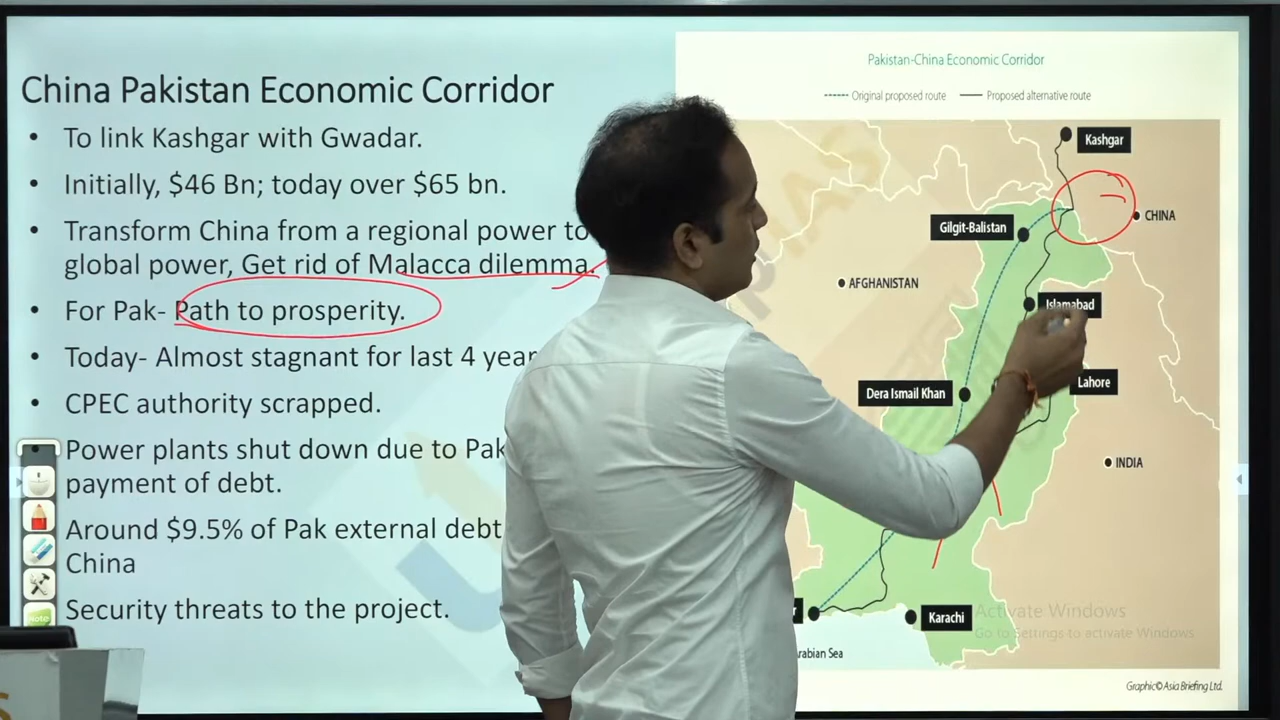 China Pakistan Economic Corridor
• To link Kashgar with Gwadar.
• Initially, $46 Bn; today over $65 bn.
• Transform China from a regional power to
global power, Get rid of Malacca dilemma.
• For Pak- Path to prosperity.
• Today- Almost stagnant for last 4
• CPEC authority scrapped.
Power plants shut down due to Pak
payment of debt.
Around $9.5% of Pak external debt
China
Security threats to the project.
Pakistan-China Economic Corridor
Original proposed route
Proposed alternative route
Kashgar
CHINA
Gilgit-Balistan
AFGHANISTAN
Islamabad
Lahore
Dera Ismail Khan
INDIA
Karachi
Sea
Activate Windows
Go to Settings to activate Windows
Graphic© Asia Briefing Ltd.